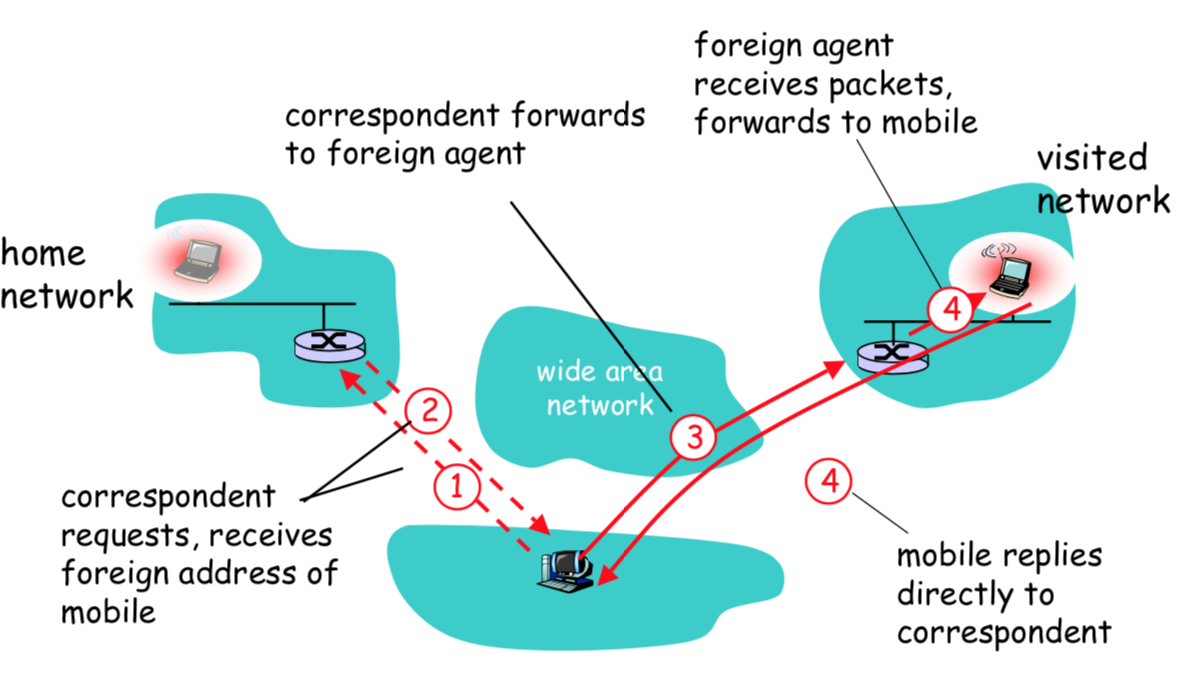 foreign agent
receives packets,
forwards to mobile
correspondent forwards
to foreign agent
visited
network
home
network
4
wide area
network
2
3
1
4
correspondent
requests, receives
foreign address of
mobile
mobile replies
directly to
correspondent